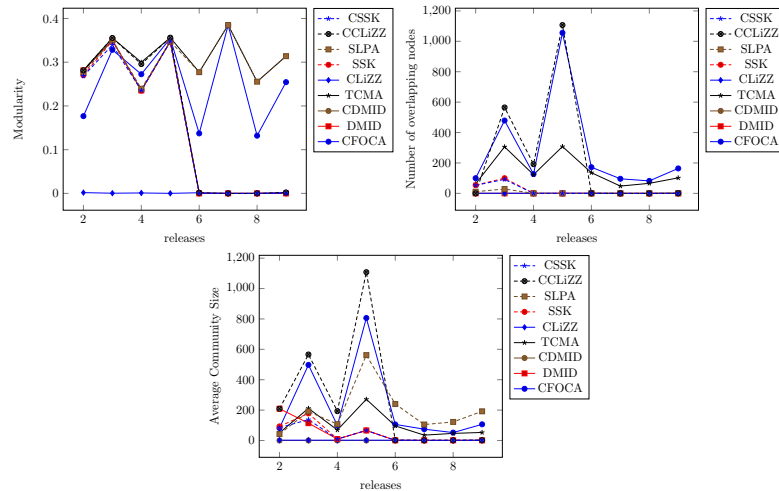 0.4
0.3
0.2
0.1
0
2
4
6
8
Modularity
releases
CSSK
CCLiZZ
SLPA
SSK
CLiZZ
TCMA
CDMID
DMID
CFOCA
1,200
1,000
800
600
400
200
0
2
4
6
8
Number of overlapping nodes
releases
CSSK
CCLiZZ
SLPA
SSK
CLiZZ
TCMA
CDMID
DMID
CFOCA
1,200
1,000
800
600
400
200
0
2
4
6
8
Average Community Size
releases
CSSK
CCLiZZ
SLPA
SSK
CLiZZ
TCMA
CDMID
DMID
CFOCA